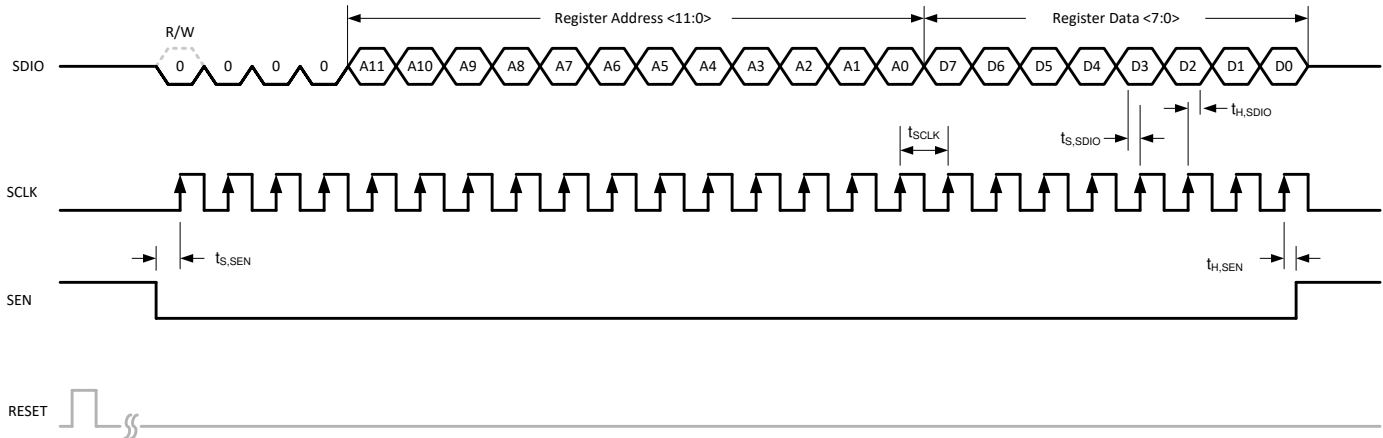 Register Address <11:0> Register Data <7:0>
R/W
SDIO 0 0 0 0 A11 A10 A9 A8 A7 A6 A5 A4 A3 A2 A1 A0 D7 D6 D5 D4 D3 D2 D1 D0
tH,SDIO
tSCLK tS,SDIO
SCLK
tS,SEN tH,SEN
SEN
RESET